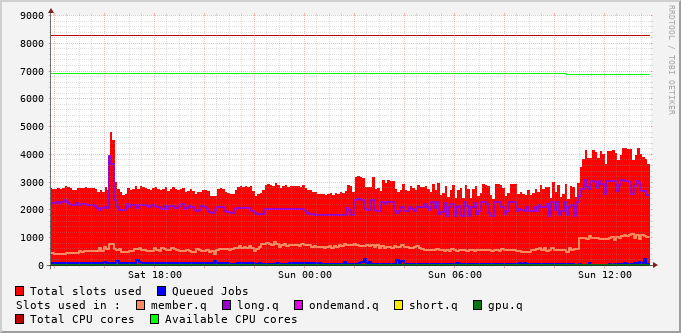 9000
8000
7000
6000
5000
4000
3000
2000
1000
0
Sat 18:00 Sun 00:00 Sun 06:00 Sun 12:00
Total slots used Queued Jobs
Slots used in : member.q long.q ondemand.q short.q gpu.q
Total CPU cores Available CPU cores
RRDTOOL / TOBI OETIKER